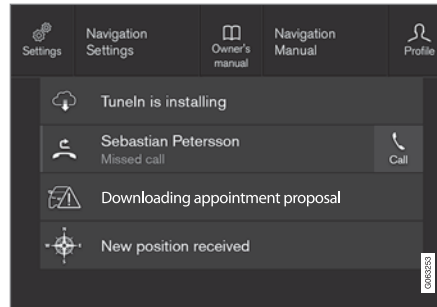 Settings
Navigation
Settings
Owner's
manual
Navigation
Manual
Profile
TuneIn is installing
Sebastian Petersson
Missed call
Call
Downloading appointment proposal
New position received
G063253